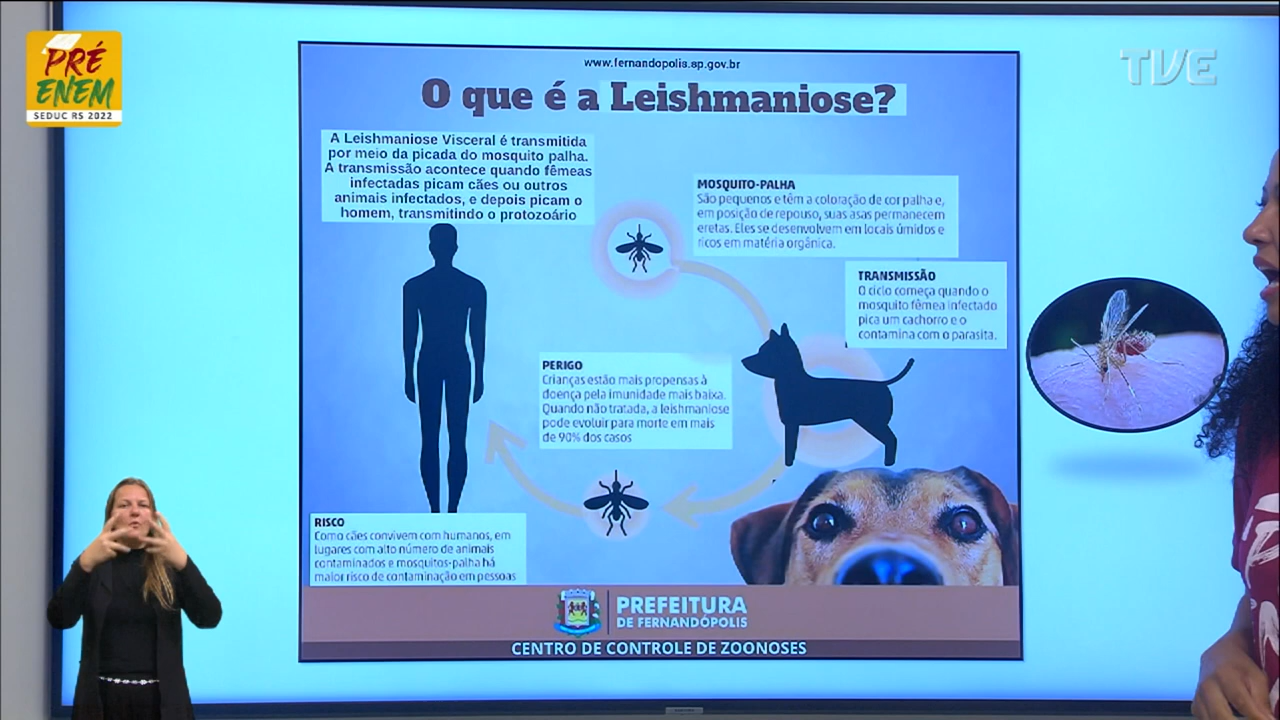 PRÉ
ENEM
SEDUC RS 2022
TVE
www.fernandopolis.sp.gov.br
O que é a Leishmaniose?
A Leishmaniose Visceral é transmitida
por meio da picada do mosquito palha.
A transmissão acontece quando fêmeas
infectadas picam cães ou outros
animais infectados, e depois picam o
homem, transmitindo o protozoário
MOSQUITO-PALHA
São pequenos e têm a coloração de cor palha e,
em posição de repouso, suas asas permanecem
eretas. Eles se desenvolvem em locais úmidos e
ricos em matéria orgânica.
TRANSMISSÃO
O ciclo começa quando o
mosquito fêmea infectado
pica um cachorro e o
contamina com o parasita.
PERIGO
Crianças estão mais propensas à
doença pela imunidade mais baixa.
Quando não tratada, a leishmaniose
pode evoluir para morte em mais
de 90% dos casos
RISCO
Como cães convivem com humanos, em
lugares com alto número de animais
contaminados e mosquitos-palha há
maior risco de contaminação em pessoas
PREFEITURA
DE FERNANDÓPOLIS
CENTRO DE CONTROLE DE ZOONOSES